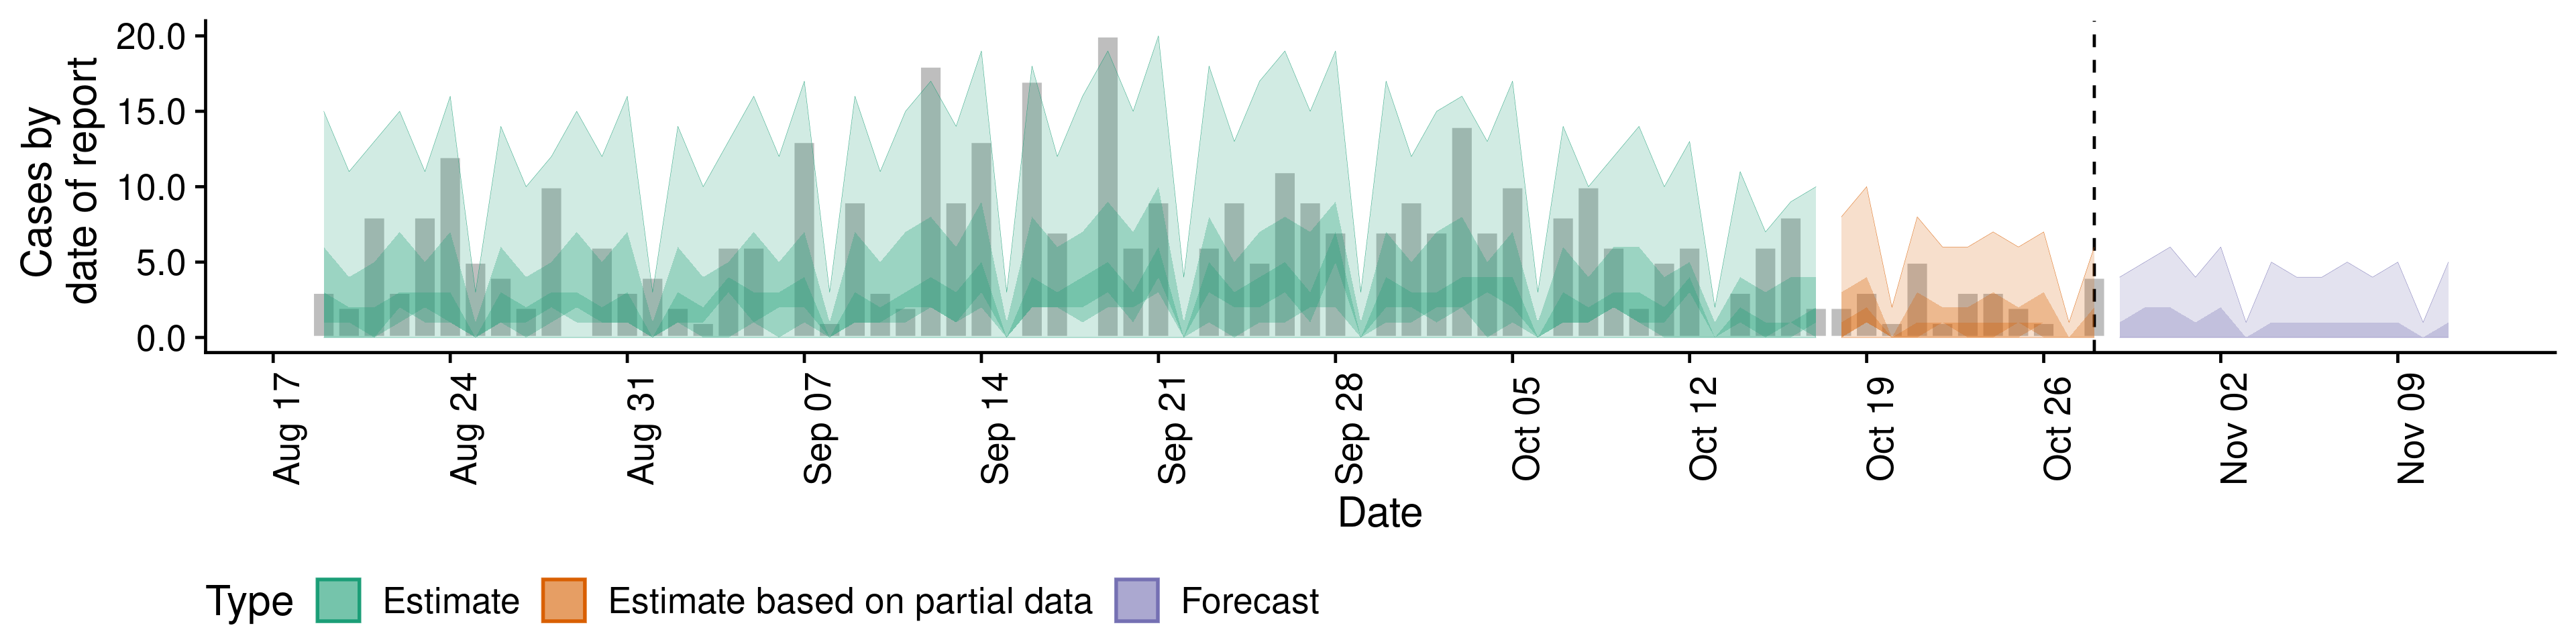 Cases by
date of report
20.0
15.0
10.0
5.0
0.0
Aug 17
Aug 24
Aug 31
Sep 07
Sep 14
Sep 21
Sep 28
Oct 05
Oct 12
Oct 19
Oct 26
Nov 02
Nov 09
Date
Type Estimate Estimate based on partial data Forecast